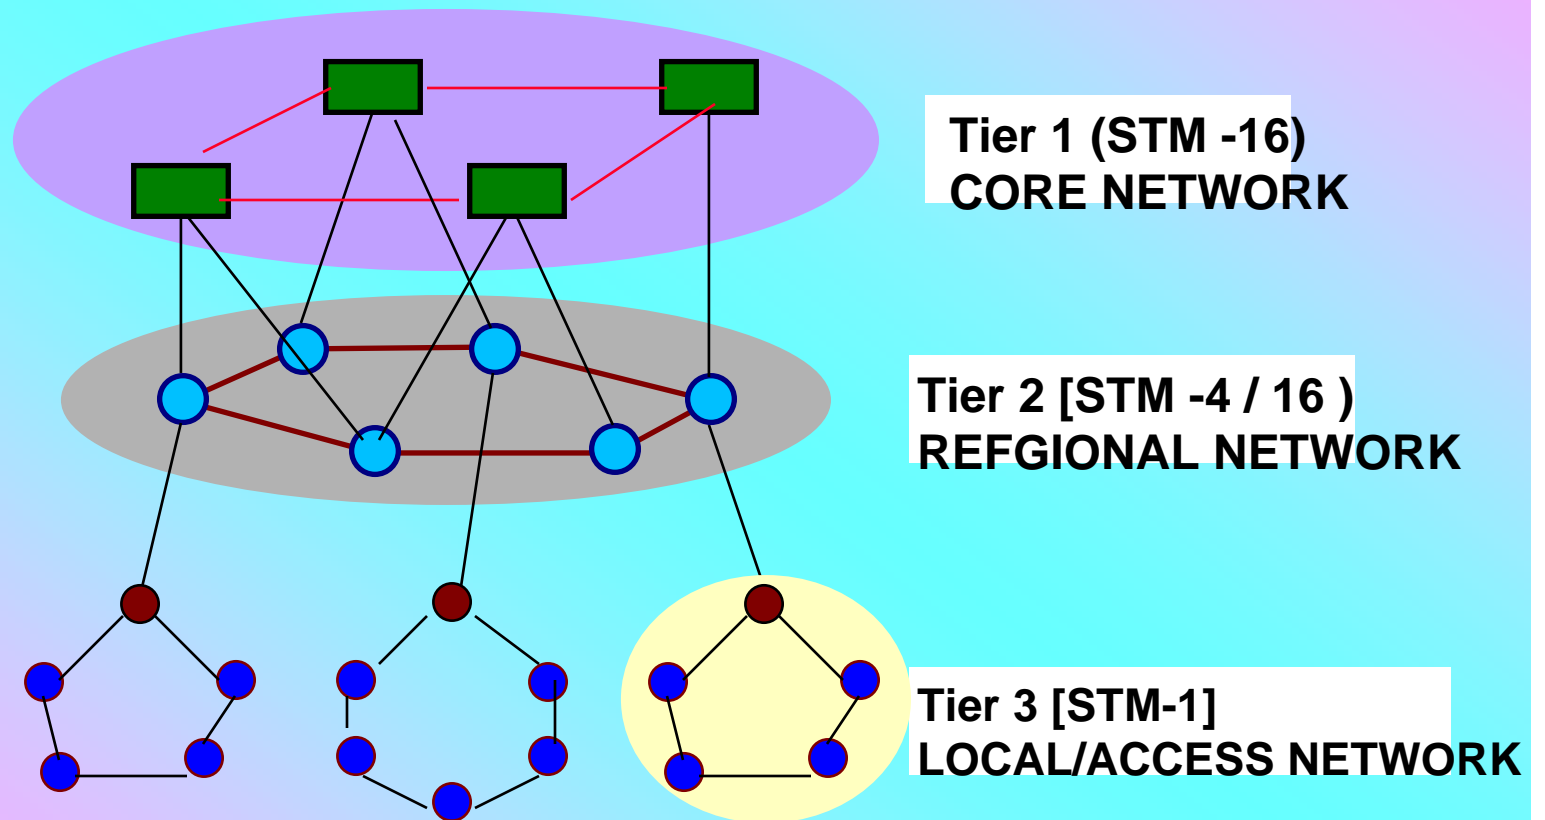 Tier 1 (STM -16)
CORE NETWORK
Tier 2 [STM -4 / 16 )
REFGIONAL NETWORK
Tier 3 [STM-1]
LOCAL/ACCESS NETWORK